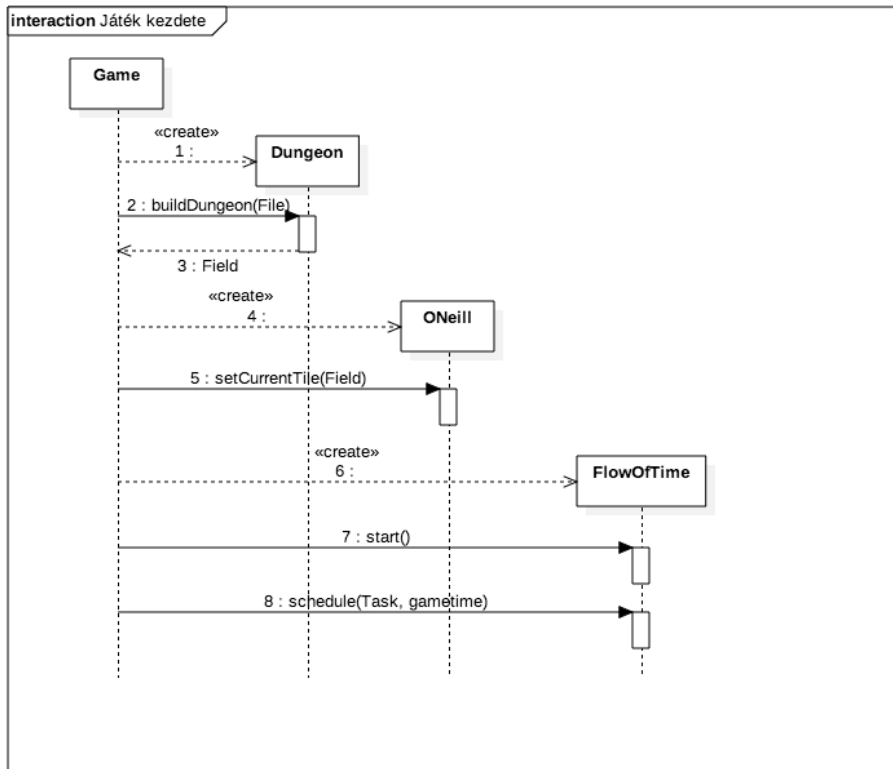 interaction Játék kezdete
Game
«create»
1 :
Dungeon
2 : buildDungeon(File)
3 : Field
«create»
4 :
ONeill
5 : setCurrentTile(Field)
«create»
6 :
FlowOfTime
7 : start()
8 : schedule(Task, gametime)